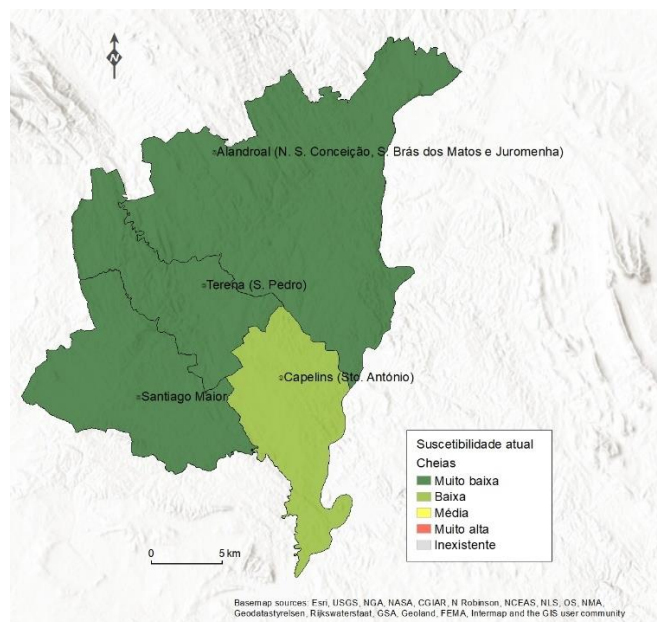 N
Alandroal (N. S. Conceição, S. Brás dos Matos e Juromenha)
Terena (S. Pedro)
Capelins (Sto. António)
Santiago Maior
Suscetibilidade atual
Cheias
Muito baixa
Baixa
Média
Muito alta
Inexistente
0 5 km
Basemap sources: Esri, USGS, NGA, NASA, CGIAR, N Robinson, NCEAS, NLS, OS, NMA,
Geodatastyrelsen, Rijkswaterstaat, GSA, Geoland, FEMA, Intermap and the GIS user community